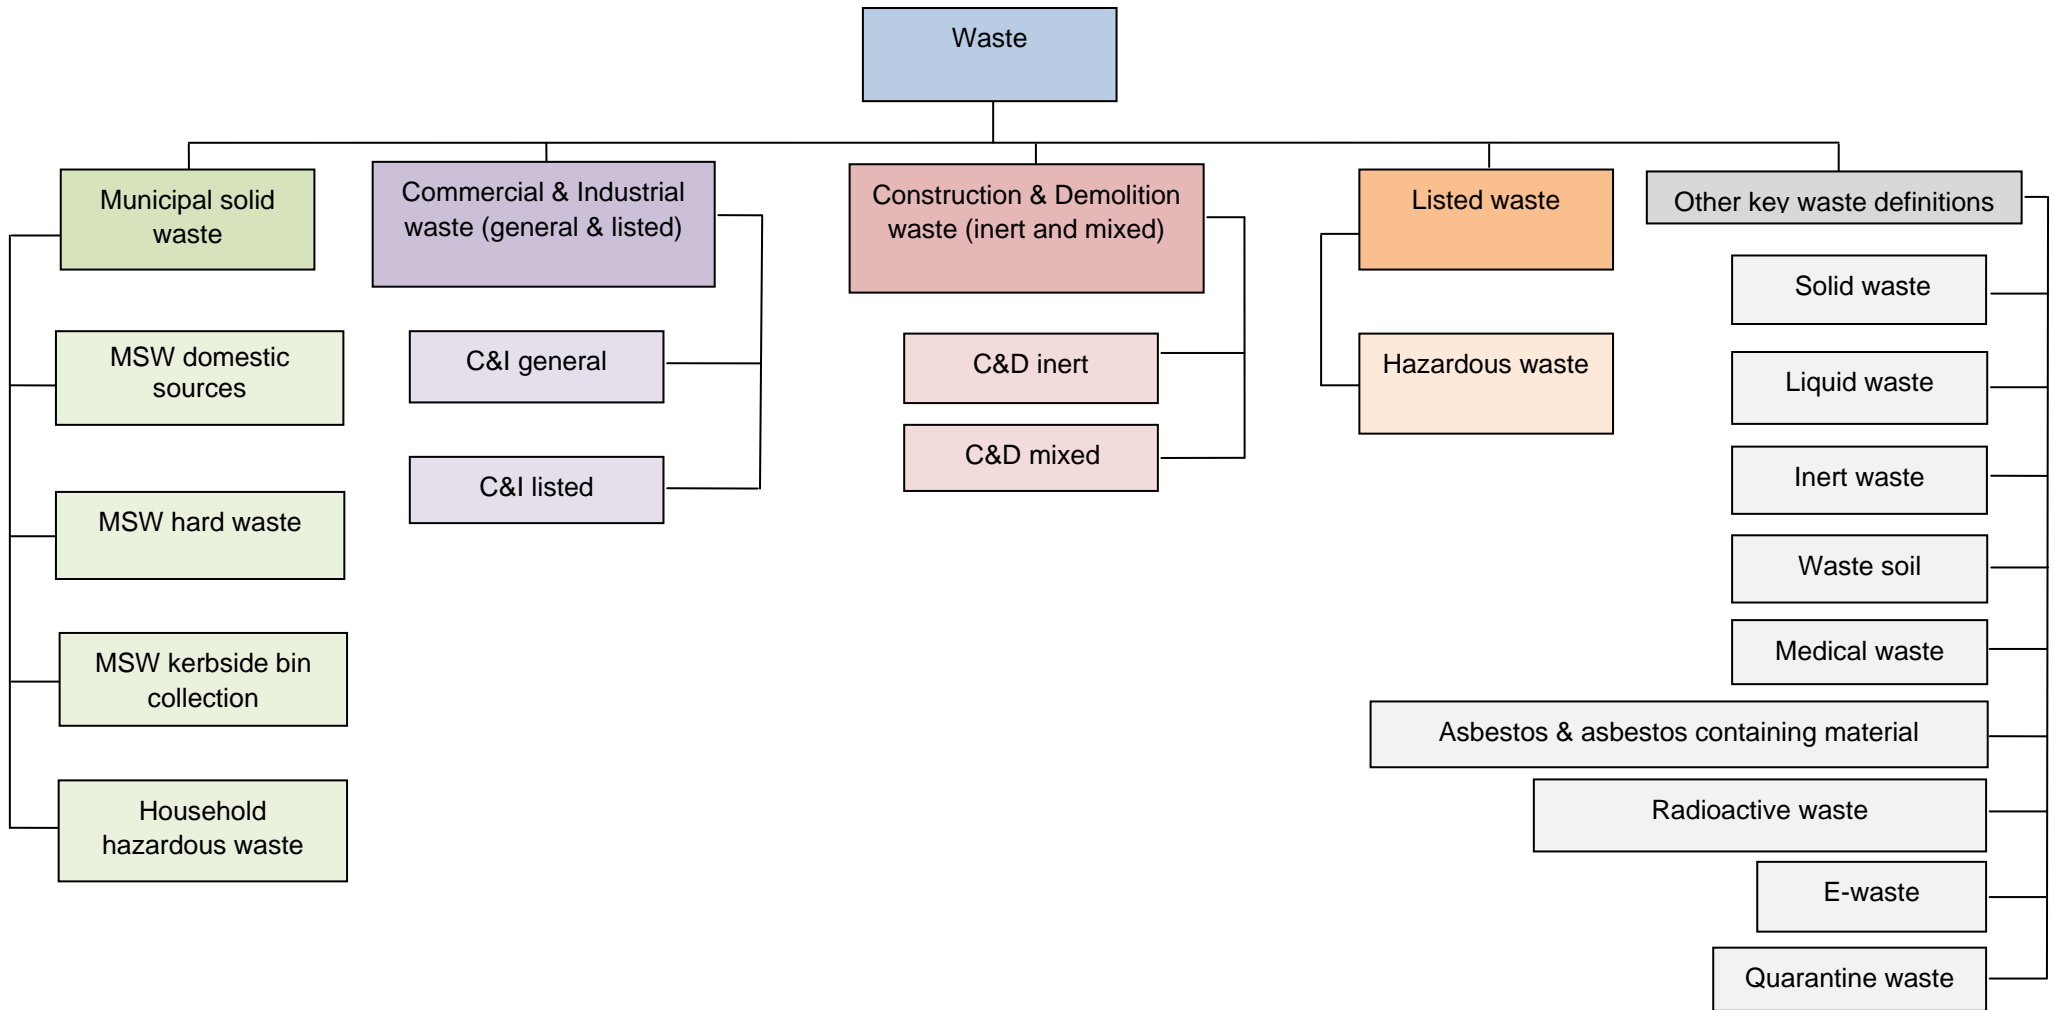 Waste
Municipal solid
waste
Commercial & Industrial
waste (general & listed)
Construction & Demolition
waste (inert and mixed)
Listed waste
Other key waste definitions
MSW domestic
sources
MSW hard waste
MSW kerbside bin
collection
Household
hazardous waste
C&I general
C&I listed
C&D inert
C&D mixed
Hazardous waste
Solid waste
Liquid waste
Inert waste
Waste soil
Medical waste
Asbestos & asbestos containing material
Radioactive waste
E-waste
Quarantine waste